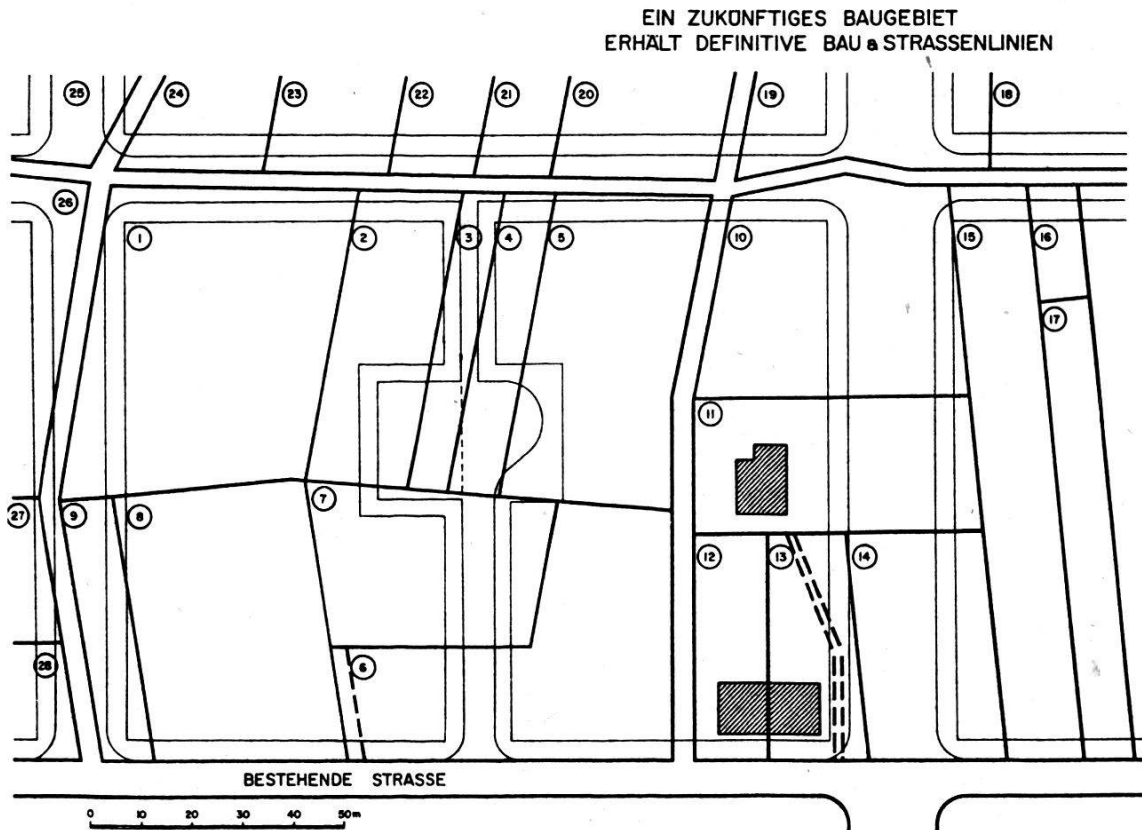 EIN ZUKÜNFTIGES BAUGEBIET
ERHÄLT DEFINITIVE BAU & STRASSENLINIEN
25 24 23 22 21 20 19 18
26 1 2 3 4 5 10 15 16
17
11
27 9 8 7 12 13 14
28 6
BESTEHENDE STRASSE
0 10 20 30 40 50m